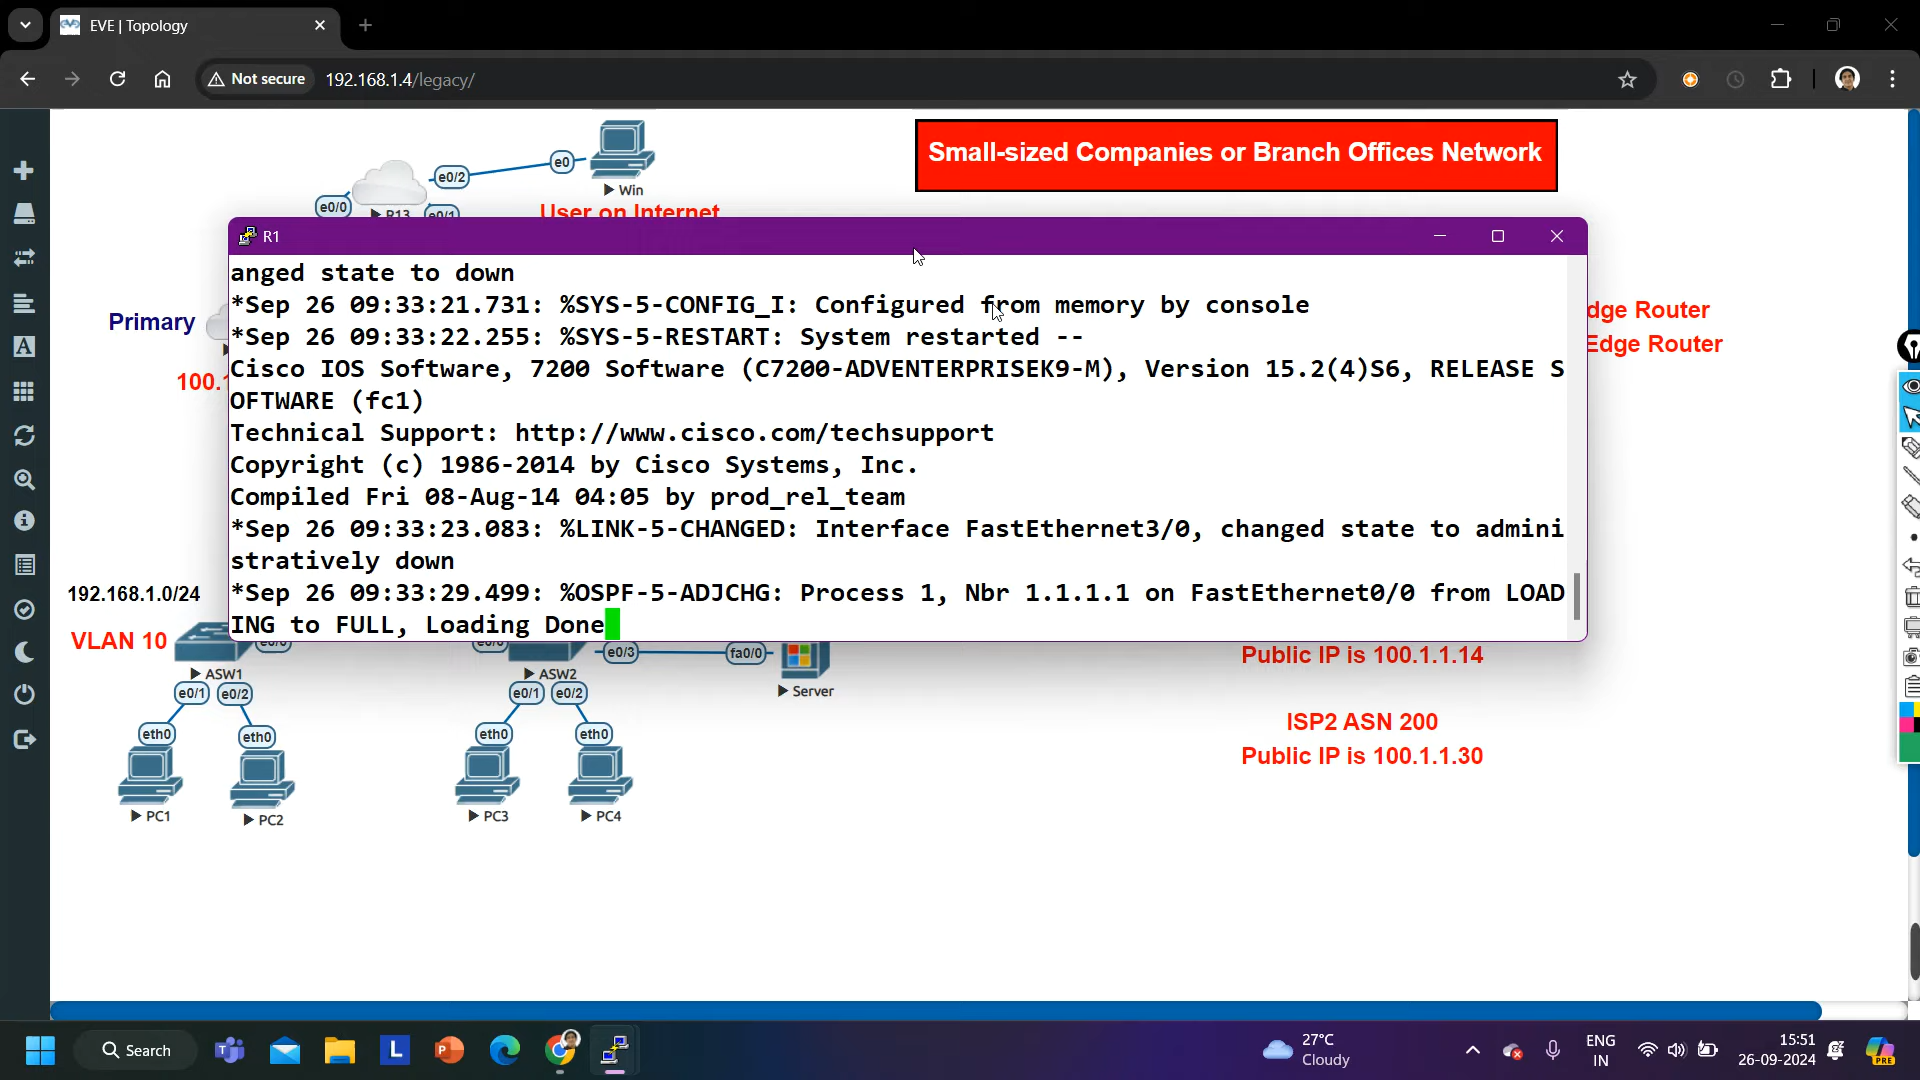 EVE | Topology
Not secure
192.168.1.4/legacy/
Small-sized Companies or Branch Offices Network
e0/2
e0
Win
e0/0
R13
e0/1
User on Internet
R1
anged state to down
*Sep 26 09:33:21.731: %SYS-5-CONFIG_I: Configured from memory by console
*Sep 26 09:33:22.255: %SYS-5-RESTART: System restarted --
Cisco IOS Software, 7200 Software (C7200-ADVENTERPRISEK9-M), Version 15.2(4)S6, RELEASE S
OFTWARE (fc1)
Technical Support: http://www.cisco.com/techsupport
Copyright (c) 1986-2014 by Cisco Systems, Inc.
Compiled Fri 08-Aug-14 04:05 by prod_rel_team
*Sep 26 09:33:23.083: %LINK-5-CHANGED: Interface FastEthernet3/0, changed state to admini
stratively down
*Sep 26 09:33:29.499: %OSPF-5-ADJCHG: Process 1, Nbr 1.1.1.1 on FastEthernet0/0 from LOAD
ING to FULL, Loading Done
Primary
100.1
dge Router
Edge Router
192.168.1.0/24
VLAN 10
e0/0
e0/0
e0/3
fa0/0
Public IP is 100.1.1.14
ASW1
ASW2
Server
e0/1
e0/2
e0/1
e0/2
ISP2 ASN 200
eth0
eth0
eth0
eth0
Public IP is 100.1.1.30
PC1
PC2
PC3
PC4
Search
27°C
Cloudy
ENG
IN
15:51
26-09-2024
PRE